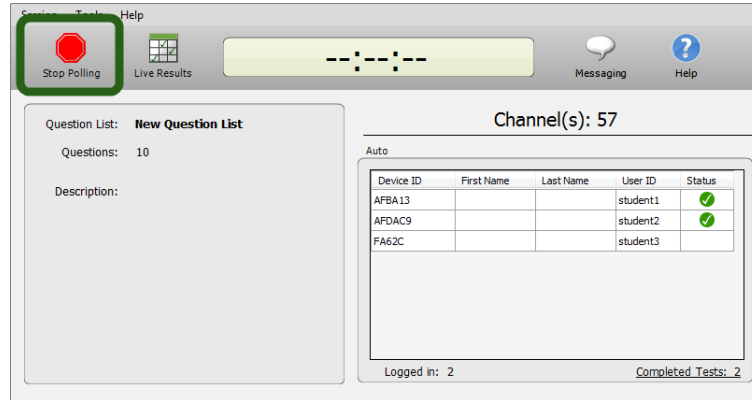 Session Tools Help
Stop Polling Live Results --:--:-- Messaging Help
Question List: New Question List
Questions: 10
Description:
Channel(s): 57
Auto
Device ID First Name Last Name User ID Status
AFBA13 student1
AFDAC9 student2
FA62C student3
Logged in: 2 Completed Tests: 2